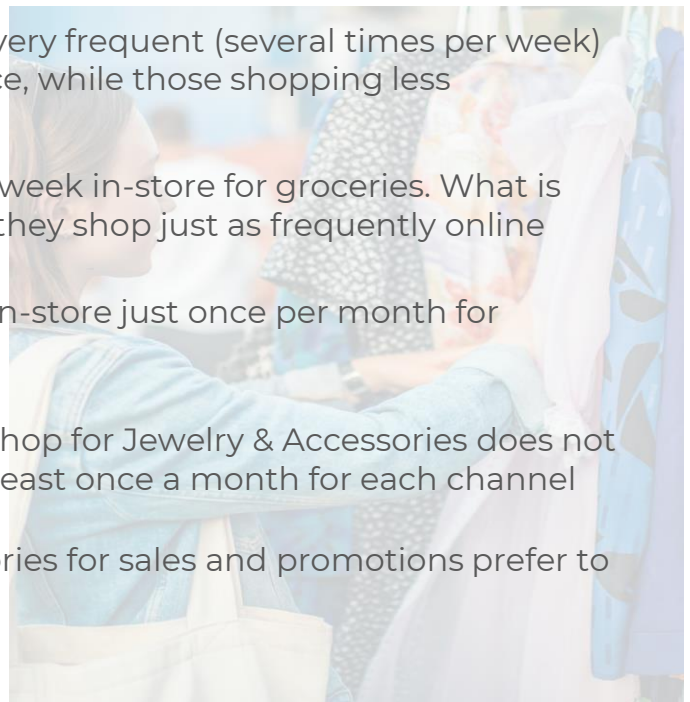 very frequent (several times per week)
ce, while those shopping less
week in-store for groceries. What is
they shop just as frequently online
n-store just once per month for
hop for Jewelry & Accessories does not
east once a month for each channel
ries for sales and promotions prefer to